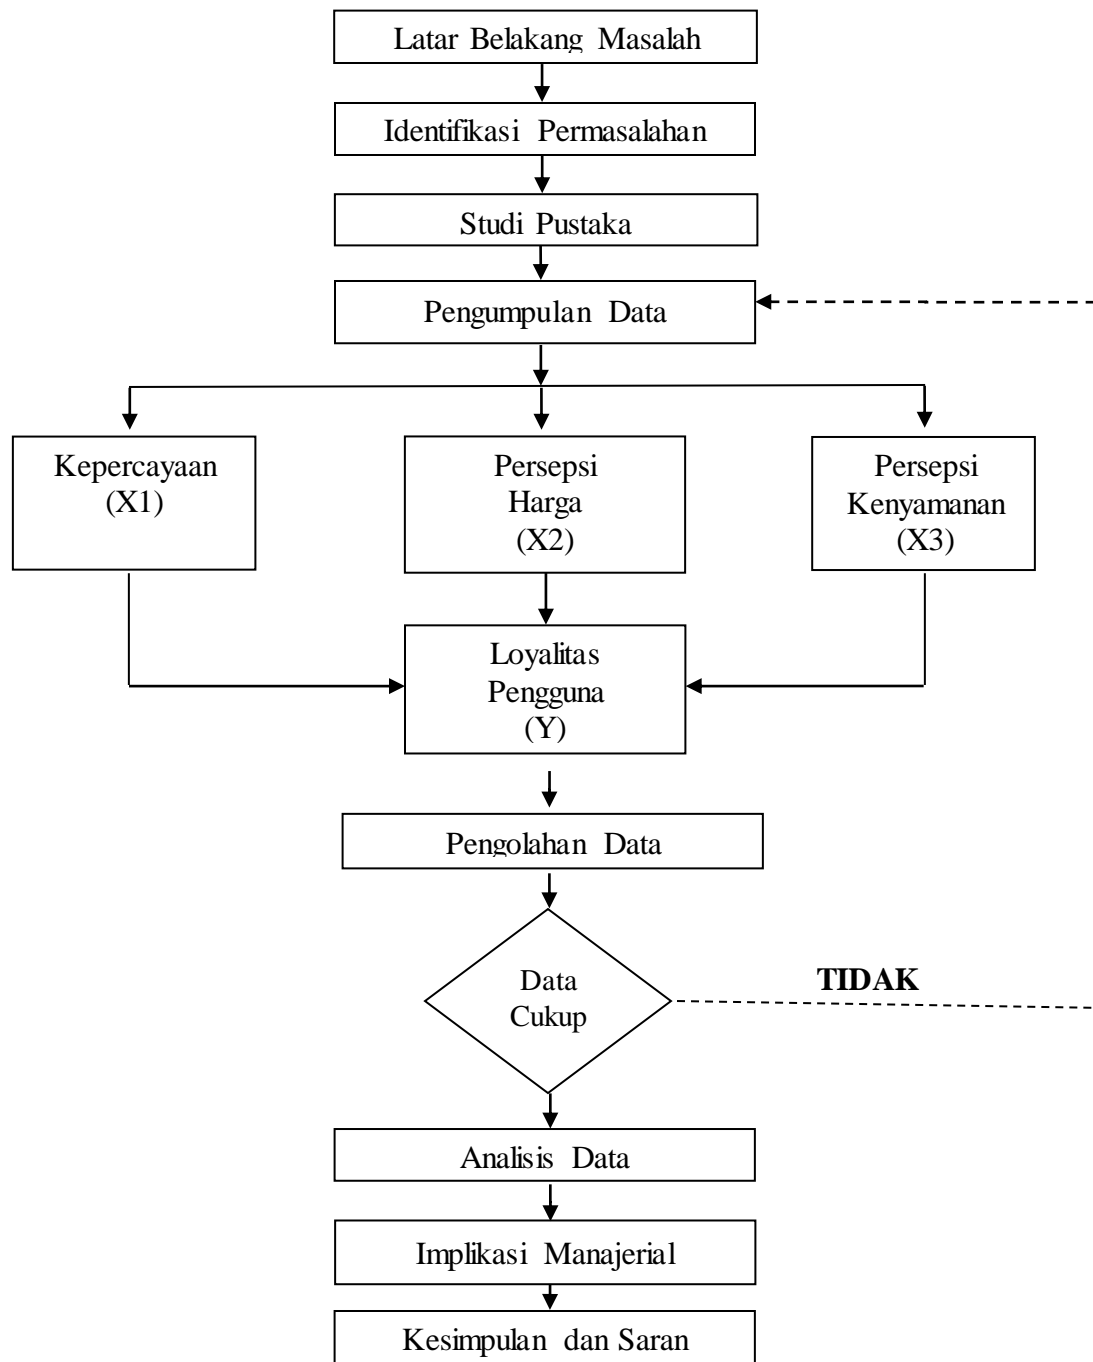 Latar Belakang Masalah
Identifikasi Permasalahan
Studi Pustaka
Pengumpulan Data
Kepercayaan
(X1)
Persepsi
Harga
(X2)
Persepsi
Kenyamanan
(X3)
Loyalitas
Pengguna
(Y)
Pengolahan Data
Data
Cukup
TIDAK
Analisis Data
Implikasi Manajerial
Kesimpulan dan Saran